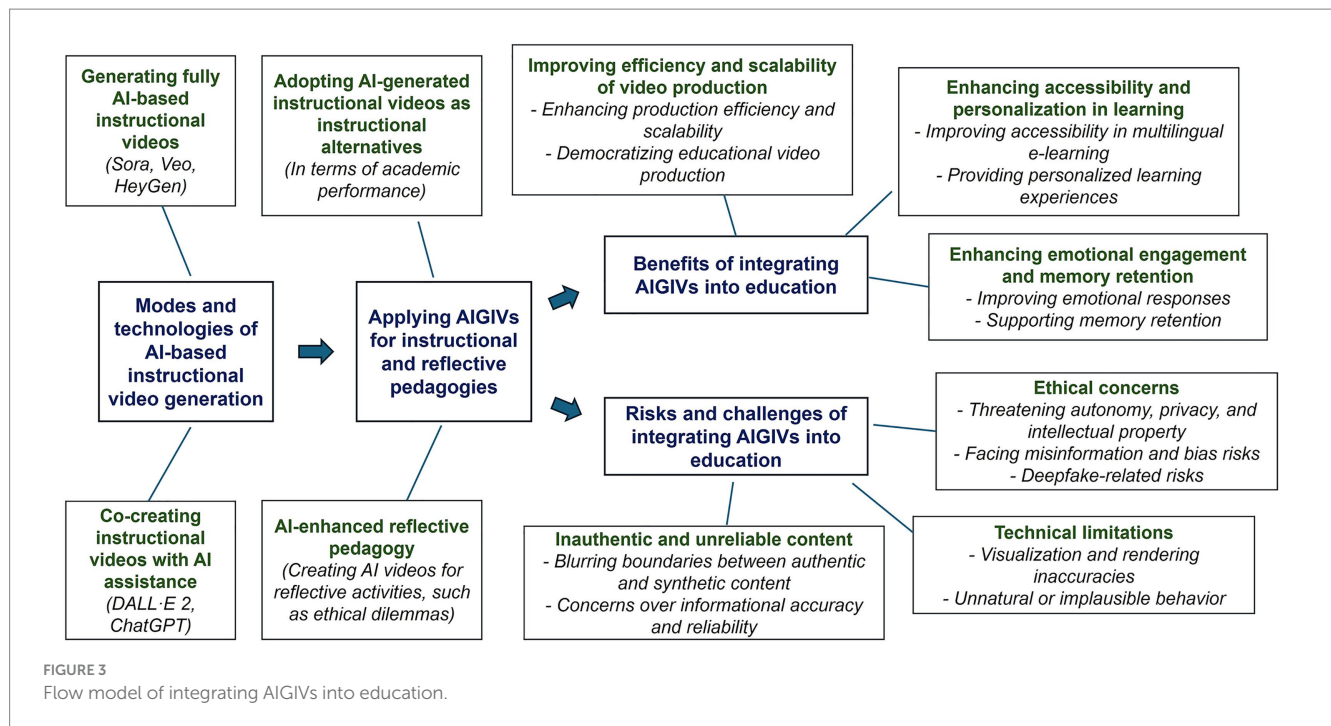 Generating fully
AI-based
instructional
videos
(Sora, Veo,
HeyGen)
Adopting AI-generated
instructional videos as
instructional
alternatives
(In terms of academic
performance)
Improving efficiency and scalability
of video production
- Enhancing production efficiency and
scalability
- Democratizing educational video
production
Enhancing accessibility and
personalization in learning
- Improving accessibility in multilingual
e-learning
- Providing personalized learning
experiences
Modes and
technologies of
AI-based
instructional
video generation
Applying AIGIVs
for instructional
and reflective
pedagogies
Benefits of integrating
AIGIVs into education
Enhancing emotional engagement
and memory retention
- Improving emotional responses
- Supporting memory retention
Risks and challenges of
integrating AIGIVs into
education
Ethical concerns
- Threatening autonomy, privacy, and
intellectual property
- Facing misinformation and bias risks
- Deepfake-related risks
Co-creating
instructional
videos with AI
assistance
(DALL·E 2,
ChatGPT)
AI-enhanced reflective
pedagogy
(Creating AI videos for
reflective activities, such
as ethical dilemmas)
Inauthentic and unreliable content
- Blurring boundaries between authentic
and synthetic content
- Concerns over informational accuracy
and reliability
Technical limitations
- Visualization and rendering
inaccuracies
- Unnatural or implausible behavior
FIGURE 3
Flow model of integrating AIGIVs into education.